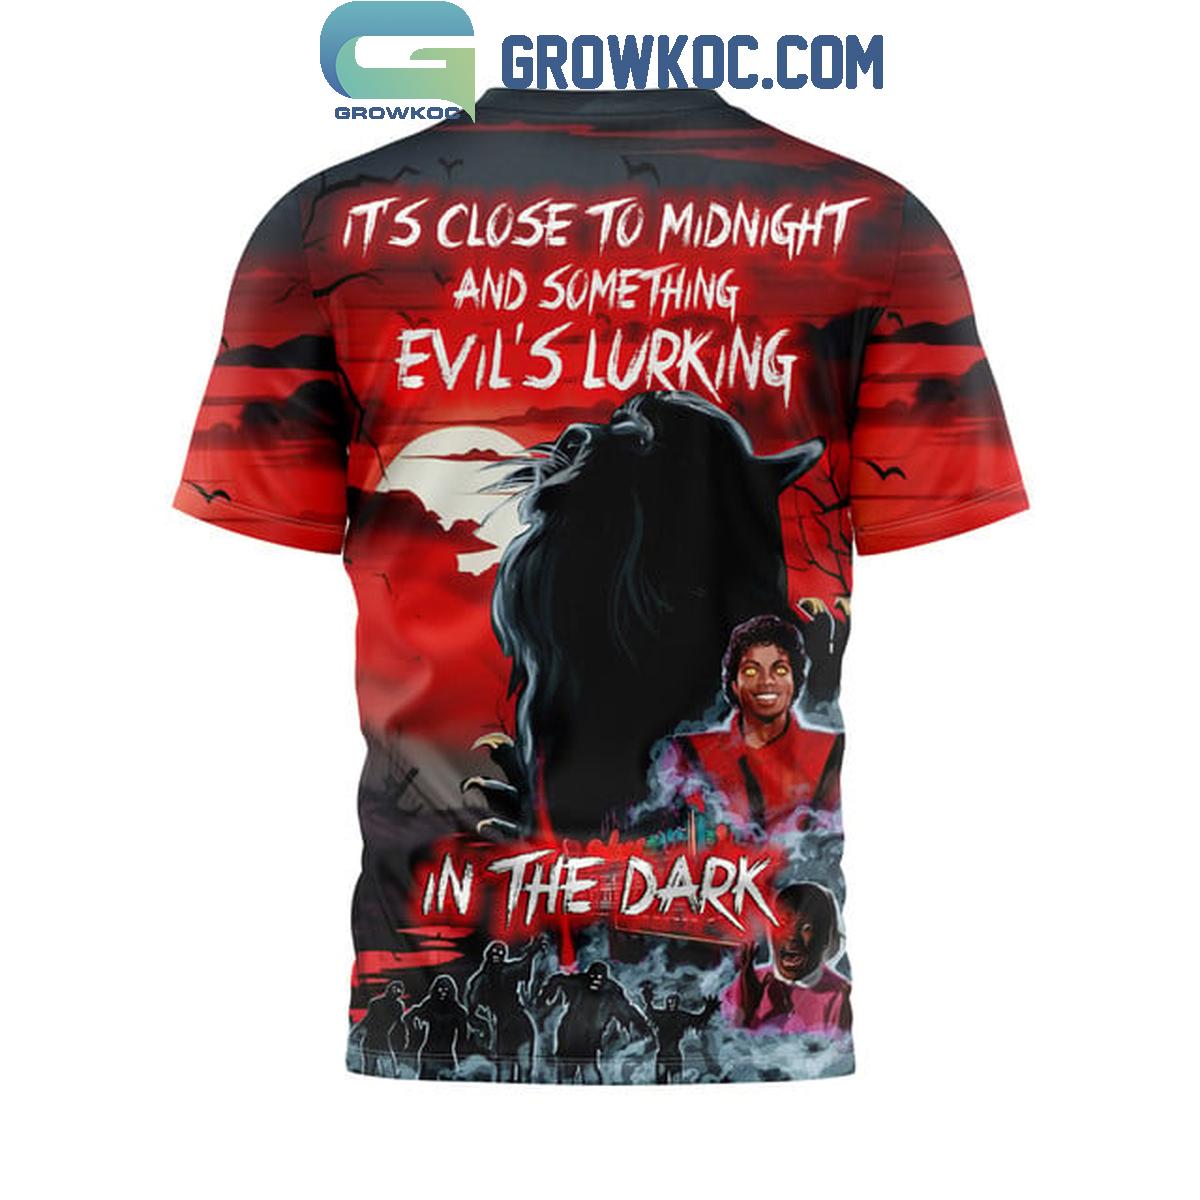 GROWKOC.COM
GROWKOC
IT'S CLOSE TO MIDNIGHT
AND SOMETHING
EVIL'S LURKING
IN THE DARK